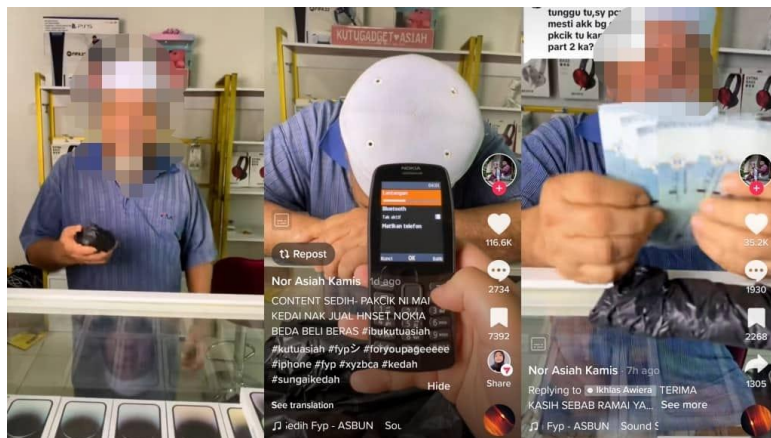 PS5
KUTUGADGET♥ASIAH
NOKIA
Bluetooth
Tak aktif
Matikan telefon
OK
Repost
116.6K
2734
7392
Share
Nor Asiah Kamis 1d ago
CONTENT SEDIH- PAKCIK NI MAI
KEDAI NAK JUAL HNSET NOKIA
BEDA BELI BERAS #ibukutuasiah
#kutuasiah #fypシ #foryoupageeeee
#iphone #fyp #xyzbca #kedah
#sungaikedah
Hide
See translation
iedih Fyp - ASBUN Sou
tunggu tu,sy pc
mesti akk bg
pkcik tu
part 2 ka?
35.2K
1930
2268
1305
Nor Asiah Kamis 7h ago
Replying to Ikhlas Awiera TERIMA
KASIH SEBAB RAMAI YA... See more
Fyp - ASBUN Sound S